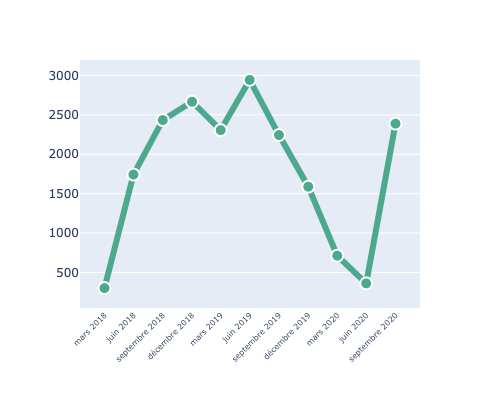 3000
2500
2000
1500
1000
500
mars 2018
juin 2018
septembre 2018
décembre 2018
mars 2019
juin 2019
septembre 2019
décembre 2019
mars 2020
juin 2020
septembre 2020